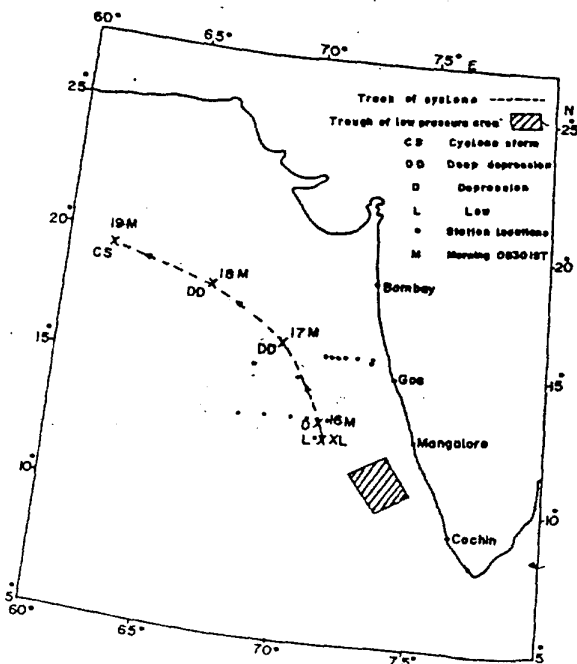 60°
65°
70°
75°
E
N
25°
25°
Track of cyclone
Trough of low pressure area
CS Cyclone storm
DD Deep depression
D Depression
L Low
Station Locations
M Morning 0830IST
20°
20°
19M
CS
18M
DD
Bombay
15°
17M
DD
Goa
15°
16M
D
L XL
Mangalore
10°
10°
Cochin
5°
5°
60°
65°
70°
75°